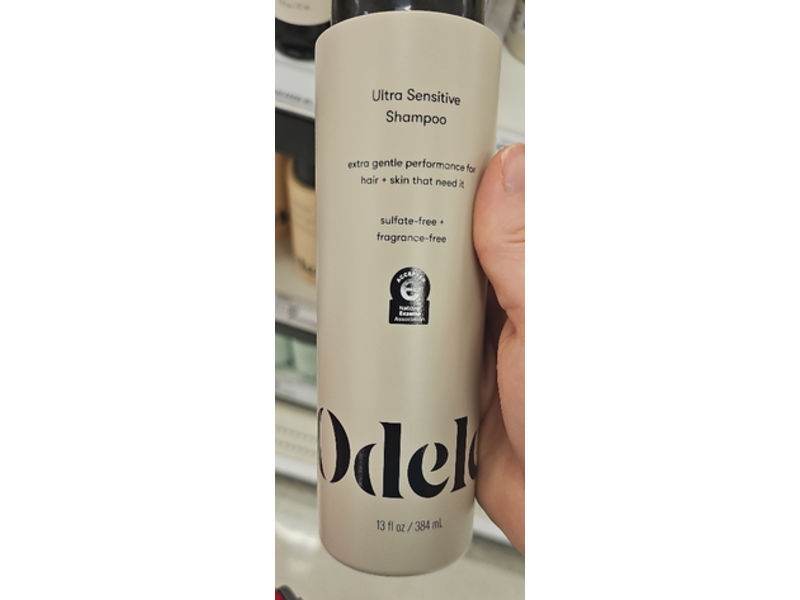 Ultra Sensitive
Shampoo
extra gentle performance for
hair + skin that need it
sulfate-free +
fragrance-free
ACCEPTED
National
Eczema
Association
Odele
13 fl oz / 384 mL